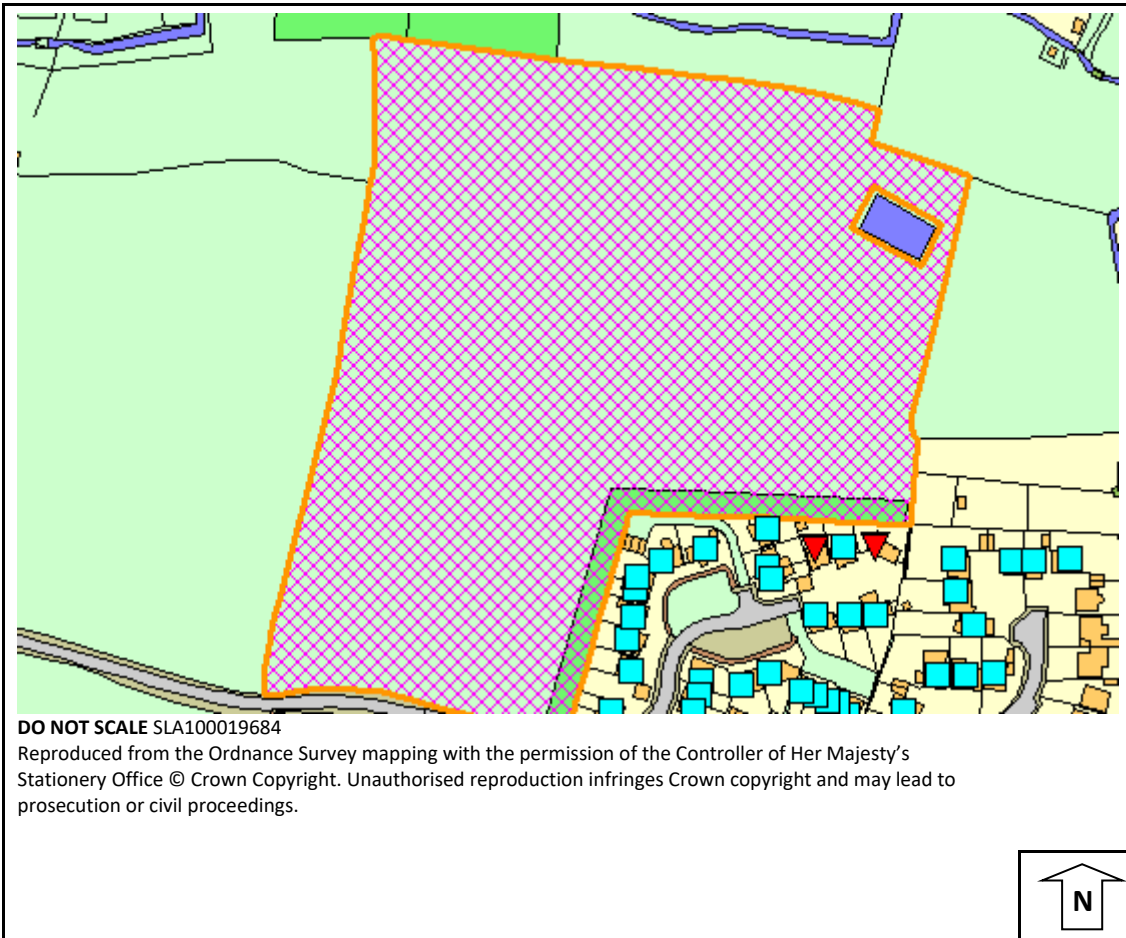 DO NOT SCALE SLA100019684
Reproduced from the Ordnance Survey mapping with the permission of the Controller of Her Majesty's
Stationery Office © Crown Copyright. Unauthorised reproduction infringes Crown copyright and may lead to
prosecution or civil proceedings.
N